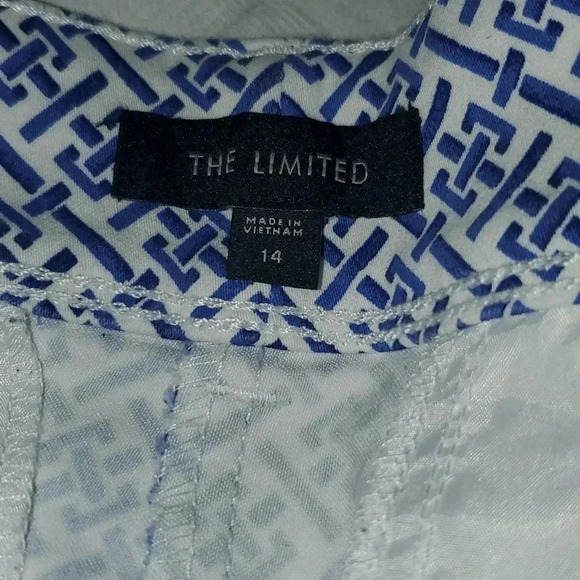 THE LIMITED
MADE IN
VIETNAM
14